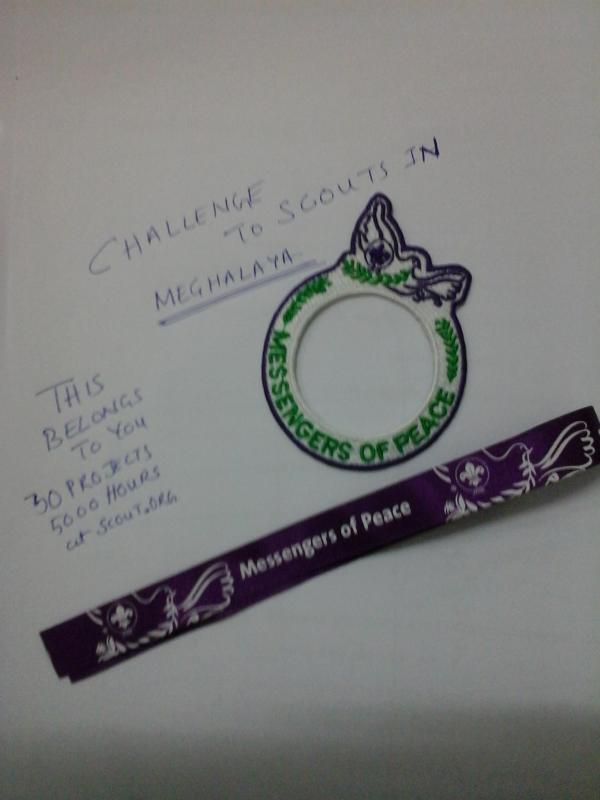 CHALLENGE
TO SCOUTS IN
MEGHALAYA
MESSENGERS OF PEACE
THIS
BELONGS
TO YOU
30 PROJECTS
5000 HOURS
at SCOUT.ORG
Messengers of Peace